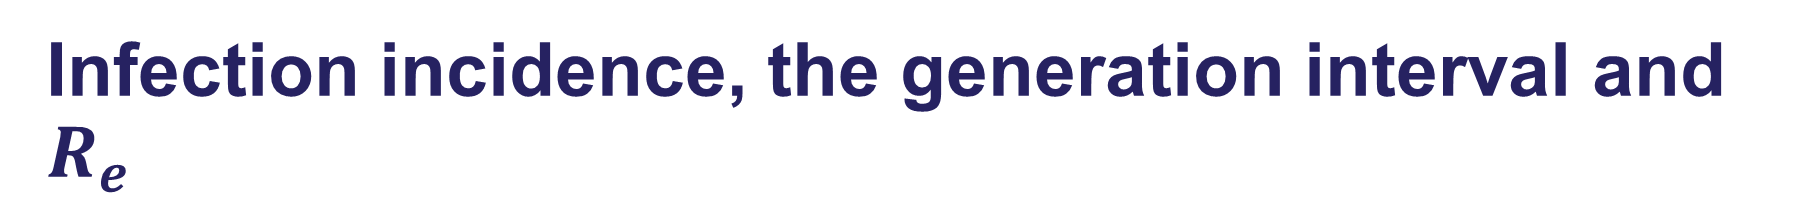 Infection incidence, the generation interval and
Rₑ